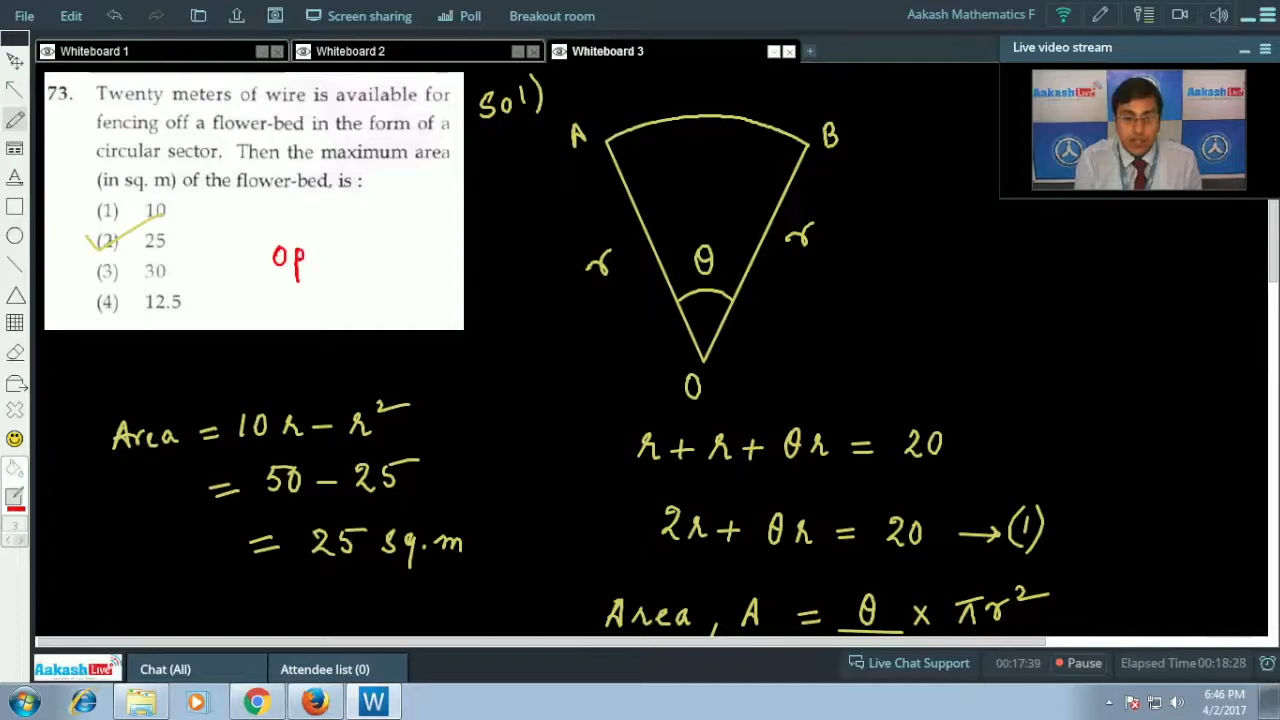 File Edit Screen sharing Poll Breakout room Aakash Mathematics F
Whiteboard 1 Whiteboard 2 Whiteboard 3
Live video stream
AakashLive AakashLive
73. Twenty meters of wire is available for
fencing off a flower-bed in the form of a
circular sector. Then the maximum area
(in sq. m) of the flower-bed, is :
(1) 10
(2) 25
(3) 30
(4) 12.5
Op
Sol)
A B
r θ r
O
Area = 10r - r²
= 50 - 25
= 25 sq.m
r + r + θr = 20
2r + θr = 20 → (1)
Area, A = θ × πr²
3
AakashLive Chat (All) Attendee list (0) Live Chat Support 00:17:39 Pause Elapsed Time 00:18:28
6:46 PM
4/2/2017